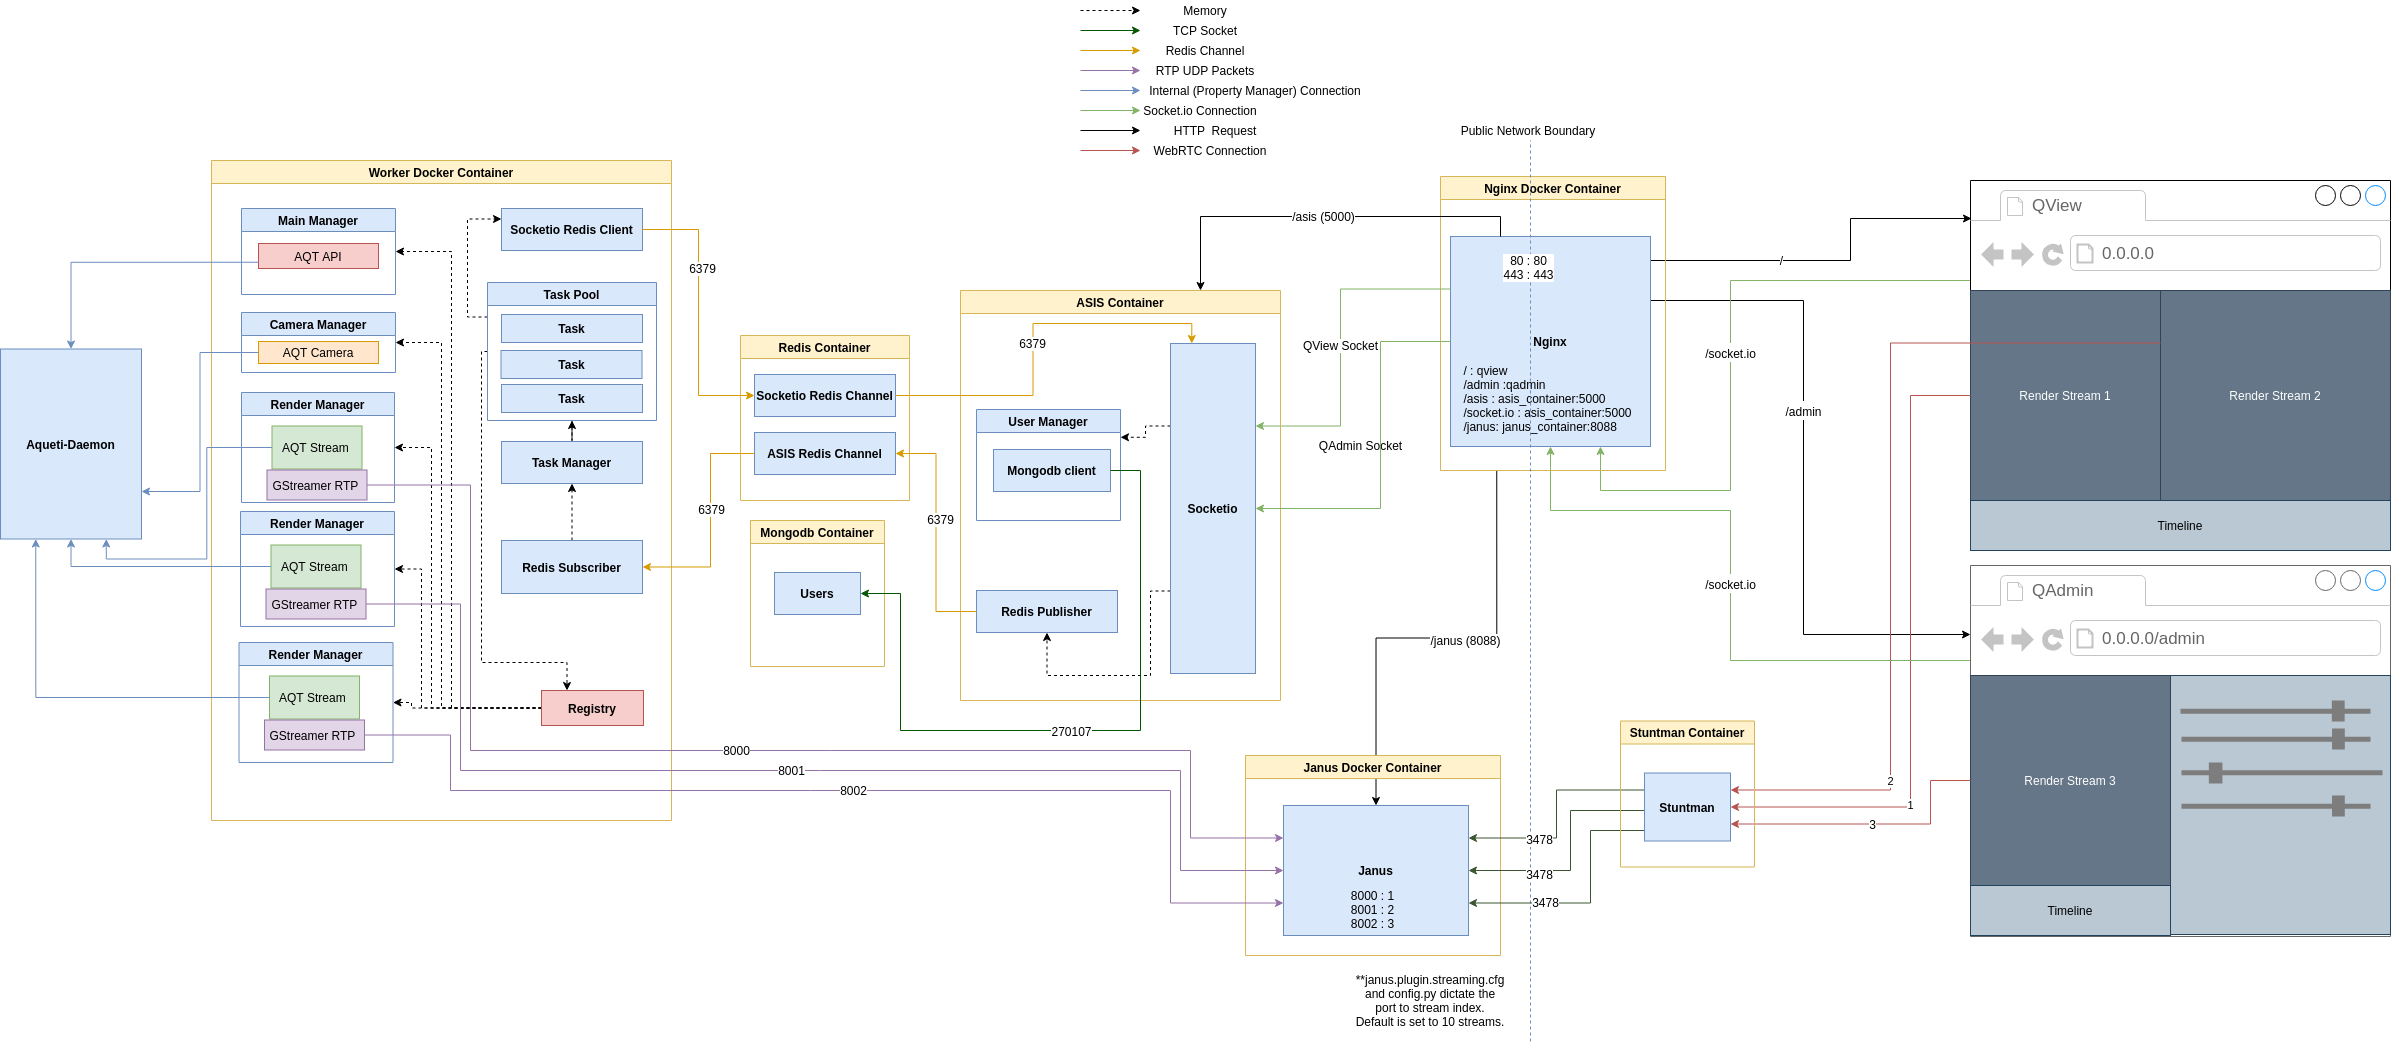 Memory
TCP Socket
Redis Channel
RTP UDP Packets
Internal (Property Manager) Connection
Socket.io Connection
HTTP  Request
WebRTC Connection
Public Network Boundary
Worker Docker Container
Main Manager
AQT API
Camera Manager
AQT Camera
Render Manager
AQT Stream
GStreamer RTP
Render Manager
AQT Stream
GStreamer RTP
Render Manager
AQT Stream
GStreamer RTP
Aqueti-Daemon
Socketio Redis Client
Task Pool
Task
Task
Task
Task Manager
Redis Subscriber
Registry
6379
6379
Redis Container
Socketio Redis Channel
ASIS Redis Channel
Mongodb Container
Users
6379
6379
ASIS Container
User Manager
Mongodb client
Redis Publisher
Socketio
270107
8000
8001
8002
/asis (5000)
QView Socket
QAdmin Socket
Nginx Docker Container
80 : 80
443 : 443
Nginx
/ : qview
/admin :qadmin
/asis : asis_container:5000
/socket.io : asis_container:5000
/janus: janus_container:8088
/janus (8088)
/
/socket.io
/admin
/socket.io
Janus Docker Container
Janus
8000 : 1
8001 : 2
8002 : 3
3478
3478
3478
Stuntman Container
Stuntman
2
1
3
**janus.plugin.streaming.cfg
and config.py dictate the
port to stream index.
Default is set to 10 streams.
QView
0.0.0.0
Render Stream 1
Render Stream 2
Timeline
QAdmin
0.0.0.0/admin
Render Stream 3
Timeline